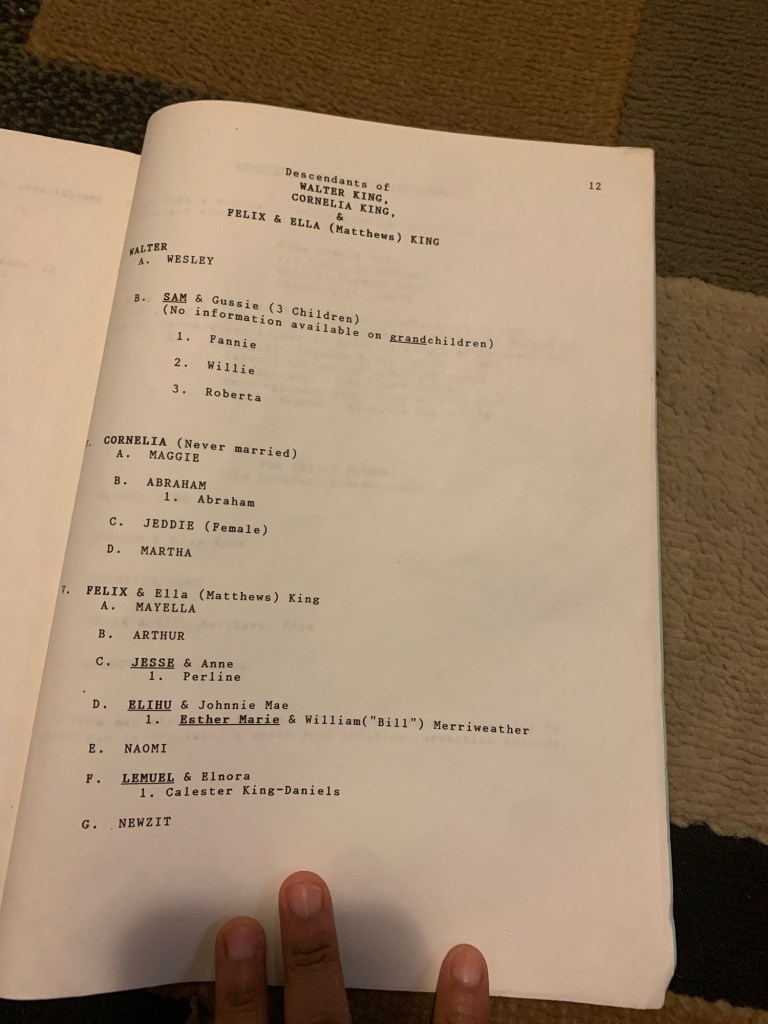 12
Descendants of
WALTER KING,
CORNELIA KING,
&
FELIX & ELLA (Matthews) KING
WALTER
A. WESLEY
B. SAM & Gussie (3 Children)
(No information available on grandchildren)
1. Fannie
2. Willie
3. Roberta
CORNELIA (Never married)
A. MAGGIE
B. ABRAHAM
1. Abraham
C. JEDDIE (Female)
D. MARTHA
V. FELIX & Ella (Matthews) King
A. MAYELLA
B. ARTHUR
C. JESSE & Anne
1. Perline
D. ELIHU & Johnnie Mae
1. Esther Marie & William("Bill") Merriweather
E. NAOMI
F. LEMUEL & Elnora
1. Calester King-Daniels
G. NEWZIT